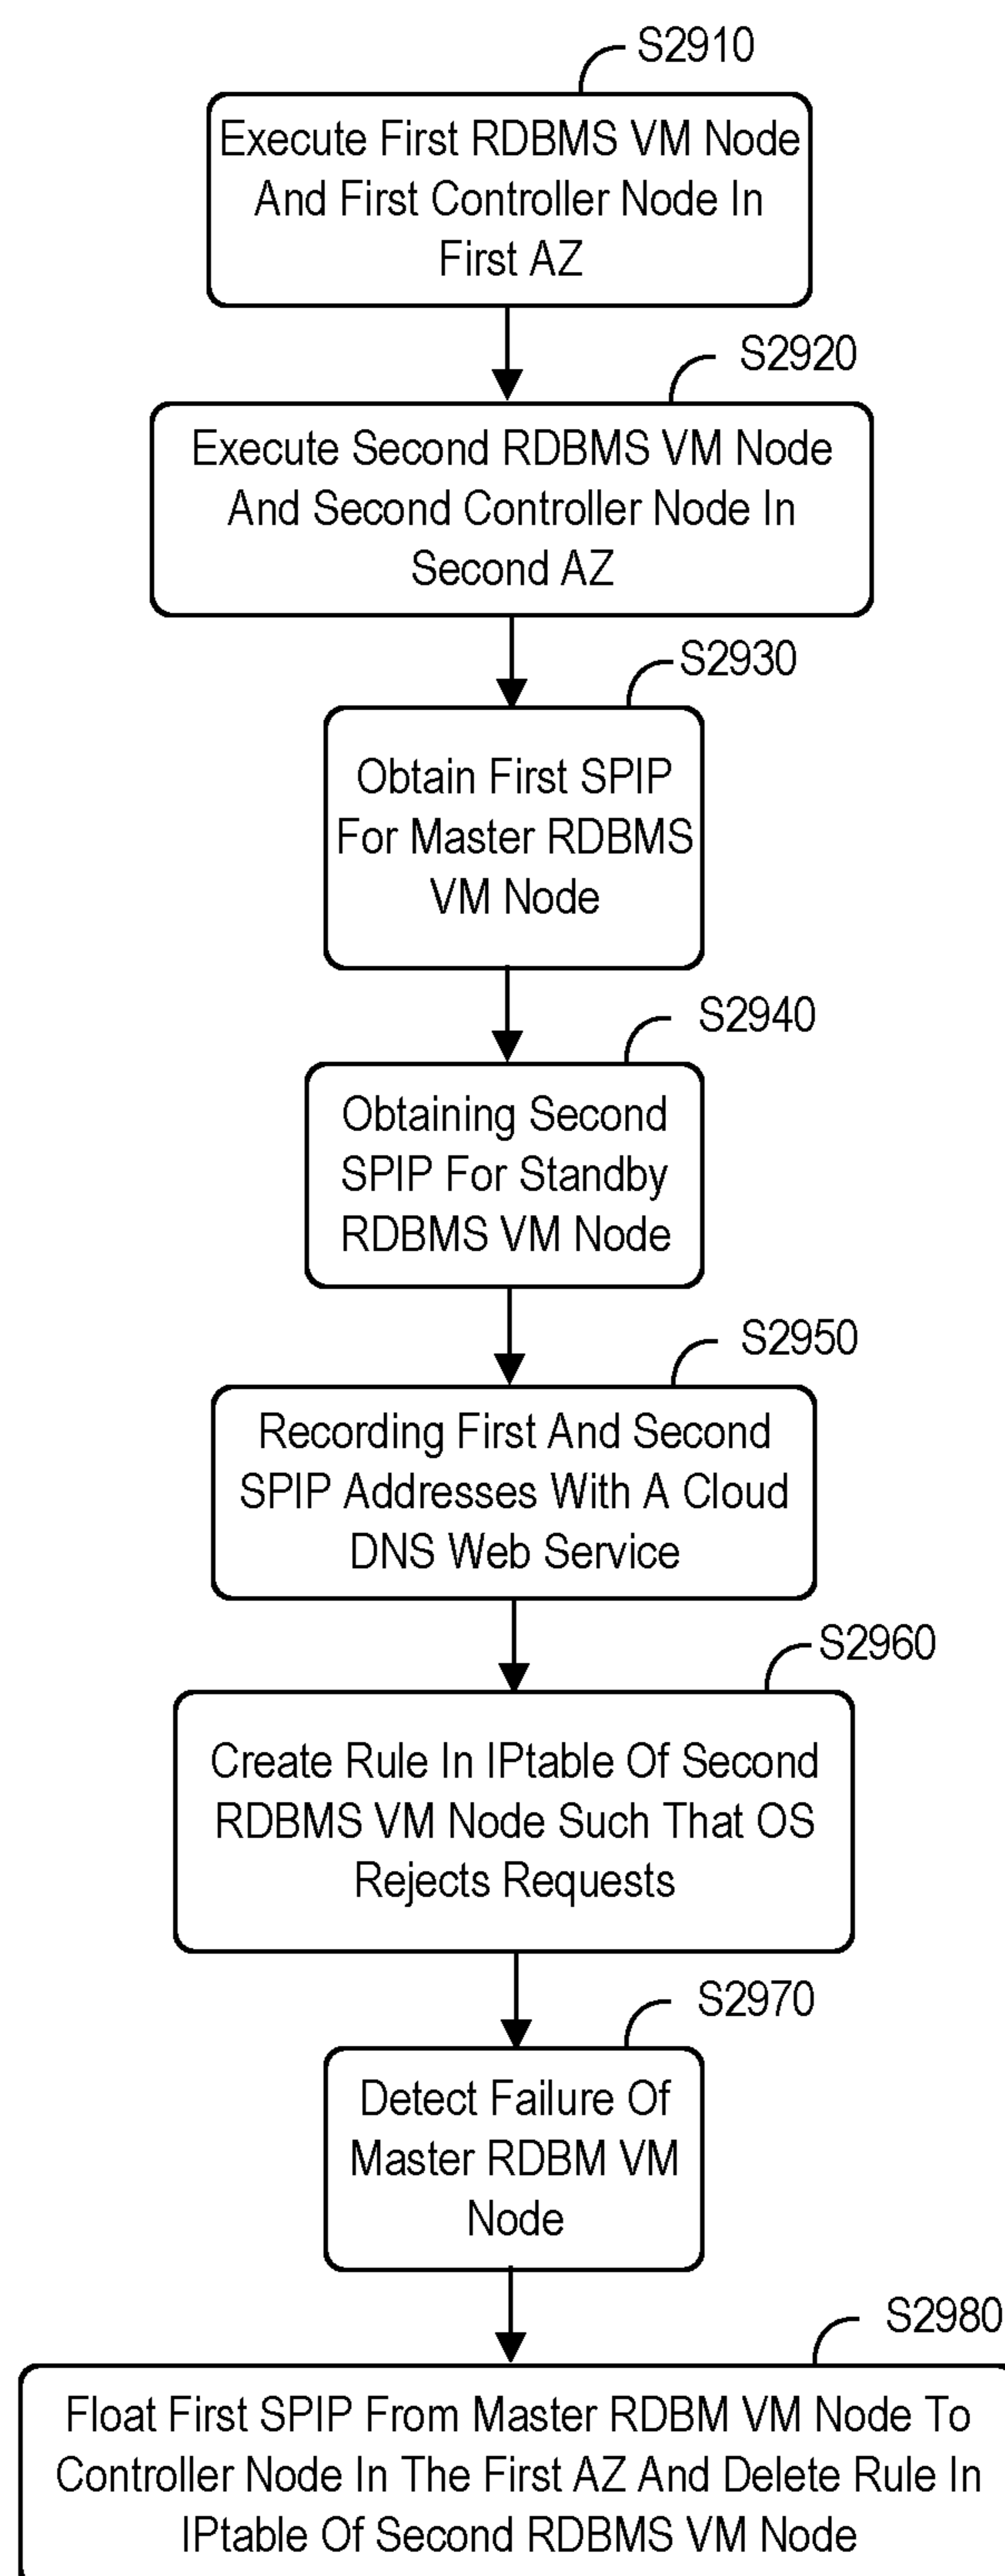 S2910
Execute First RDBMS VM Node
And First Controller Node In
First AZ
S2920
Execute Second RDBMS VM Node
And Second Controller Node In
Second AZ
S2930
Obtain First SPIP
For Master RDBMS
VM Node
S2940
Obtaining Second
SPIP For Standby
RDBMS VM Node
S2950
Recording First And Second
SPIP Addresses With A Cloud
DNS Web Service
S2960
Create Rule In IPtable Of Second
RDBMS VM Node Such That OS
Rejects Requests
S2970
Detect Failure Of
Master RDBM VM
Node
S2980
Float First SPIP From Master RDBM VM Node To
Controller Node In The First AZ And Delete Rule In
IPtable Of Second RDBMS VM Node